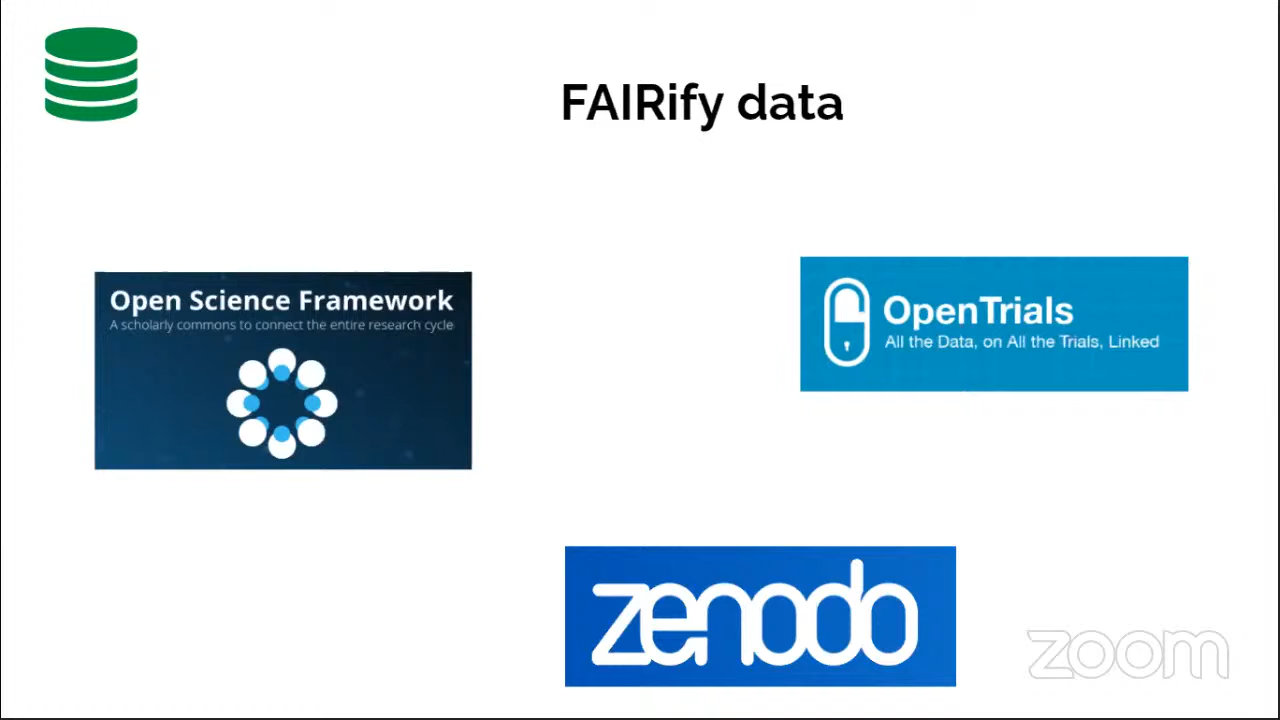 FAIRify data
Open Science Framework
A scholarly commons to connect the entire research cycle
OpenTrials
All the Data, on All the Trials, Linked
zenodo
zoom